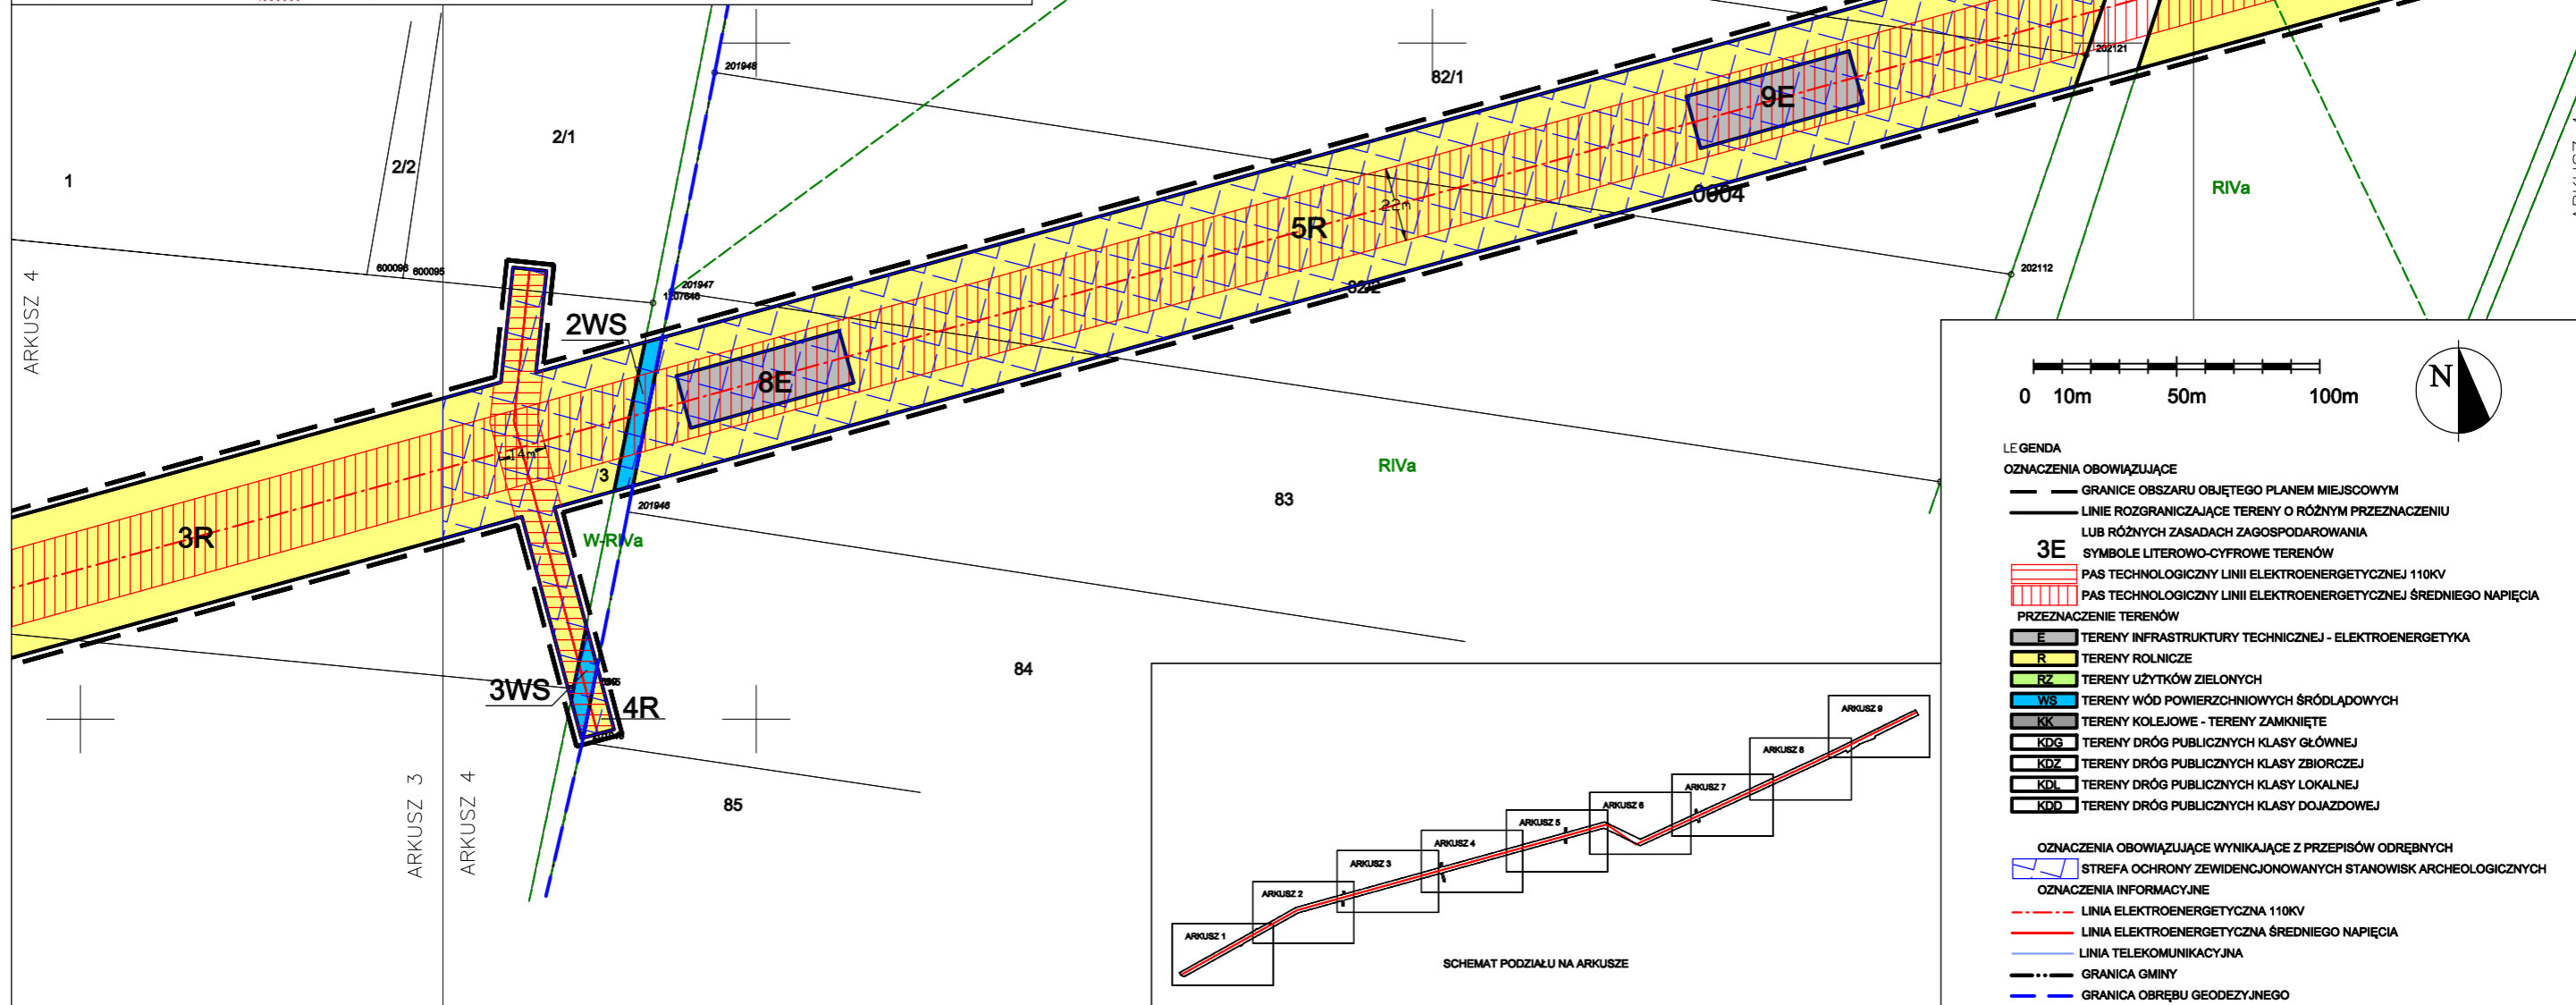 201948
202121
82/1
9E
2/1
2/2
1
RIVa
0004
22m
5R
600096 600095
201947
1207646
202112
82/2
ARKUSZ 4
2WS
8E
14m
3
RIVa
83
201946
3R
W-RIVa
84
3WS
4R
85
ARKUSZ 3
ARKUSZ 4
N
0 10m 50m 100m
LEGENDA
OZNACZENIA OBOWIĄZUJĄCE
GRANICE OBSZARU OBJĘTEGO PLANEM MIEJSCOWYM
LINIE ROZGRANICZAJĄCE TERENY O RÓŻNYM PRZEZNACZENIU
LUB RÓŻNYCH ZASADACH ZAGOSPODAROWANIA
3E SYMBOLE LITEROWO-CYFROWE TERENÓW
PAS TECHNOLOGICZNY LINII ELEKTROENERGETYCZNEJ 110KV
PAS TECHNOLOGICZNY LINII ELEKTROENERGETYCZNEJ ŚREDNIEGO NAPIĘCIA
PRZEZNACZENIE TERENÓW
E TERENY INFRASTRUKTURY TECHNICZNEJ - ELEKTROENERGETYKA
R TERENY ROLNICZE
RZ TERENY UŻYTKÓW ZIELONYCH
WS TERENY WÓD POWIERZCHNIOWYCH ŚRÓDLĄDOWYCH
KK TERENY KOLEJOWE - TERENY ZAMKNIĘTE
KDG TERENY DRÓG PUBLICZNYCH KLASY GŁÓWNEJ
KDZ TERENY DRÓG PUBLICZNYCH KLASY ZBIORCZEJ
KDL TERENY DRÓG PUBLICZNYCH KLASY LOKALNEJ
KDD TERENY DRÓG PUBLICZNYCH KLASY DOJAZDOWEJ
OZNACZENIA OBOWIĄZUJĄCE WYNIKAJĄCE Z PRZEPISÓW ODRĘBNYCH
STREFA OCHRONY ZEWIDENCJONOWANYCH STANOWISK ARCHEOLOGICZNYCH
OZNACZENIA INFORMACYJNE
LINIA ELEKTROENERGETYCZNA 110KV
LINIA ELEKTROENERGETYCZNA ŚREDNIEGO NAPIĘCIA
LINIA TELEKOMUNIKACYJNA
GRANICA GMINY
GRANICA OBRĘBU GEODEZYJNEGO
ARKUSZ 1
ARKUSZ 2
ARKUSZ 3
ARKUSZ 4
ARKUSZ 5
ARKUSZ 6
ARKUSZ 7
ARKUSZ 8
ARKUSZ 9
SCHEMAT PODZIAŁU NA ARKUSZE